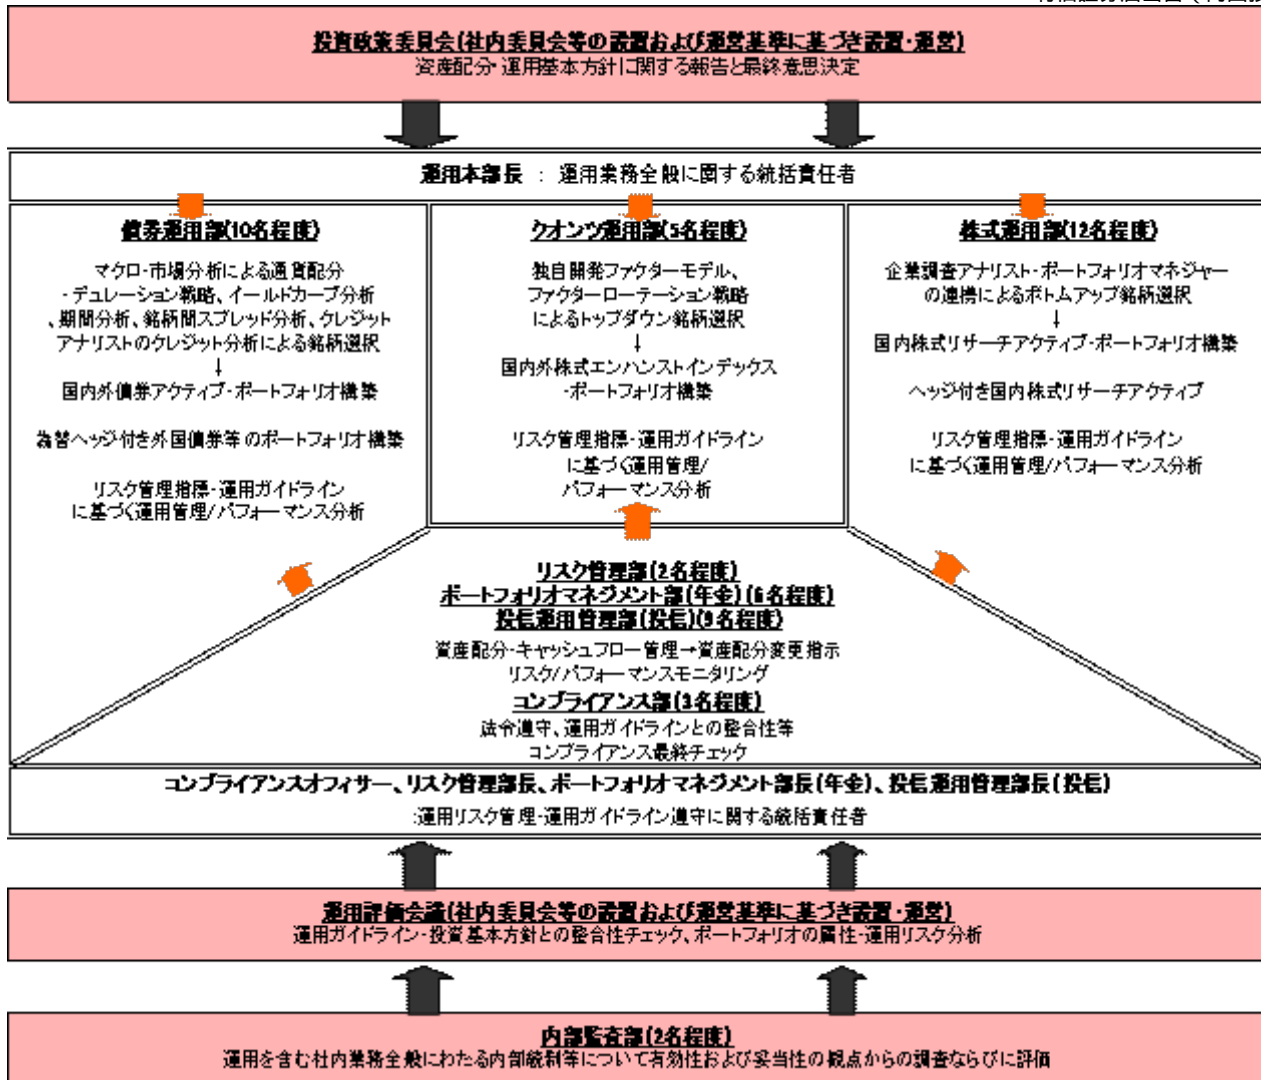 投資政策委員会(社内委員会等の設置および運営基準に基づき設置・運営)
資産配分・運用基本方針に関する報告と最終意思決定
運用本部長 : 運用業務全般に関する統括責任者
債券運用部(10名程度)
マクロ・市場分析による通貨配分
・デュレーション戦略、イールドカーブ分析
、期間分析、銘柄間スプレッド分析、クレジット
アナリストのクレジット分析による銘柄選択
↓
国内外債券アクティブ・ポートフォリオ構築
為替ヘッジ付き外国債券等のポートフォリオ構築
リスク管理指標・運用ガイドライン
に基づく運用管理/パフォーマンス分析
クオンツ運用部(5名程度)
独自開発ファクターモデル、
ファクターローテーション戦略
によるトップダウン銘柄選択
↓
国内外株式エンハンストインデックス
・ポートフォリオ構築
リスク管理指標・運用ガイドライン
に基づく運用管理/
パフォーマンス分析
株式運用部(12名程度)
企業調査アナリスト・ポートフォリオマネジャー
の連携によるボトムアップ銘柄選択
↓
国内株式リサーチアクティブ・ポートフォリオ構築
ヘッジ付き国内株式リサーチアクティブ
リスク管理指標・運用ガイドライン
に基づく運用管理/パフォーマンス分析
リスク管理部(2名程度)
ポートフォリオマネジメント部(年金)(6名程度)
投信運用管理部(投信)(9名程度)
資産配分・キャッシュフロー管理→資産配分変更指示
リスク/パフォーマンスモニタリング
コンプライアンス部(3名程度)
法令遵守、運用ガイドラインとの整合性等
コンプライアンス最終チェック
コンプライアンスオフィサー、リスク管理部長、ポートフォリオマネジメント部長(年金)、投信運用管理部長(投信)
:運用リスク管理・運用ガイドライン遵守に関する統括責任者
運用評価会議(社内委員会等の設置および運営基準に基づき設置・運営)
運用ガイドライン・投資基本方針との整合性チェック、ポートフォリオの属性・運用リスク分析
内部監査部(2名程度)
運用を含む社内業務全般にわたる内部統制等について有効性および妥当性の観点からの調査ならびに評価